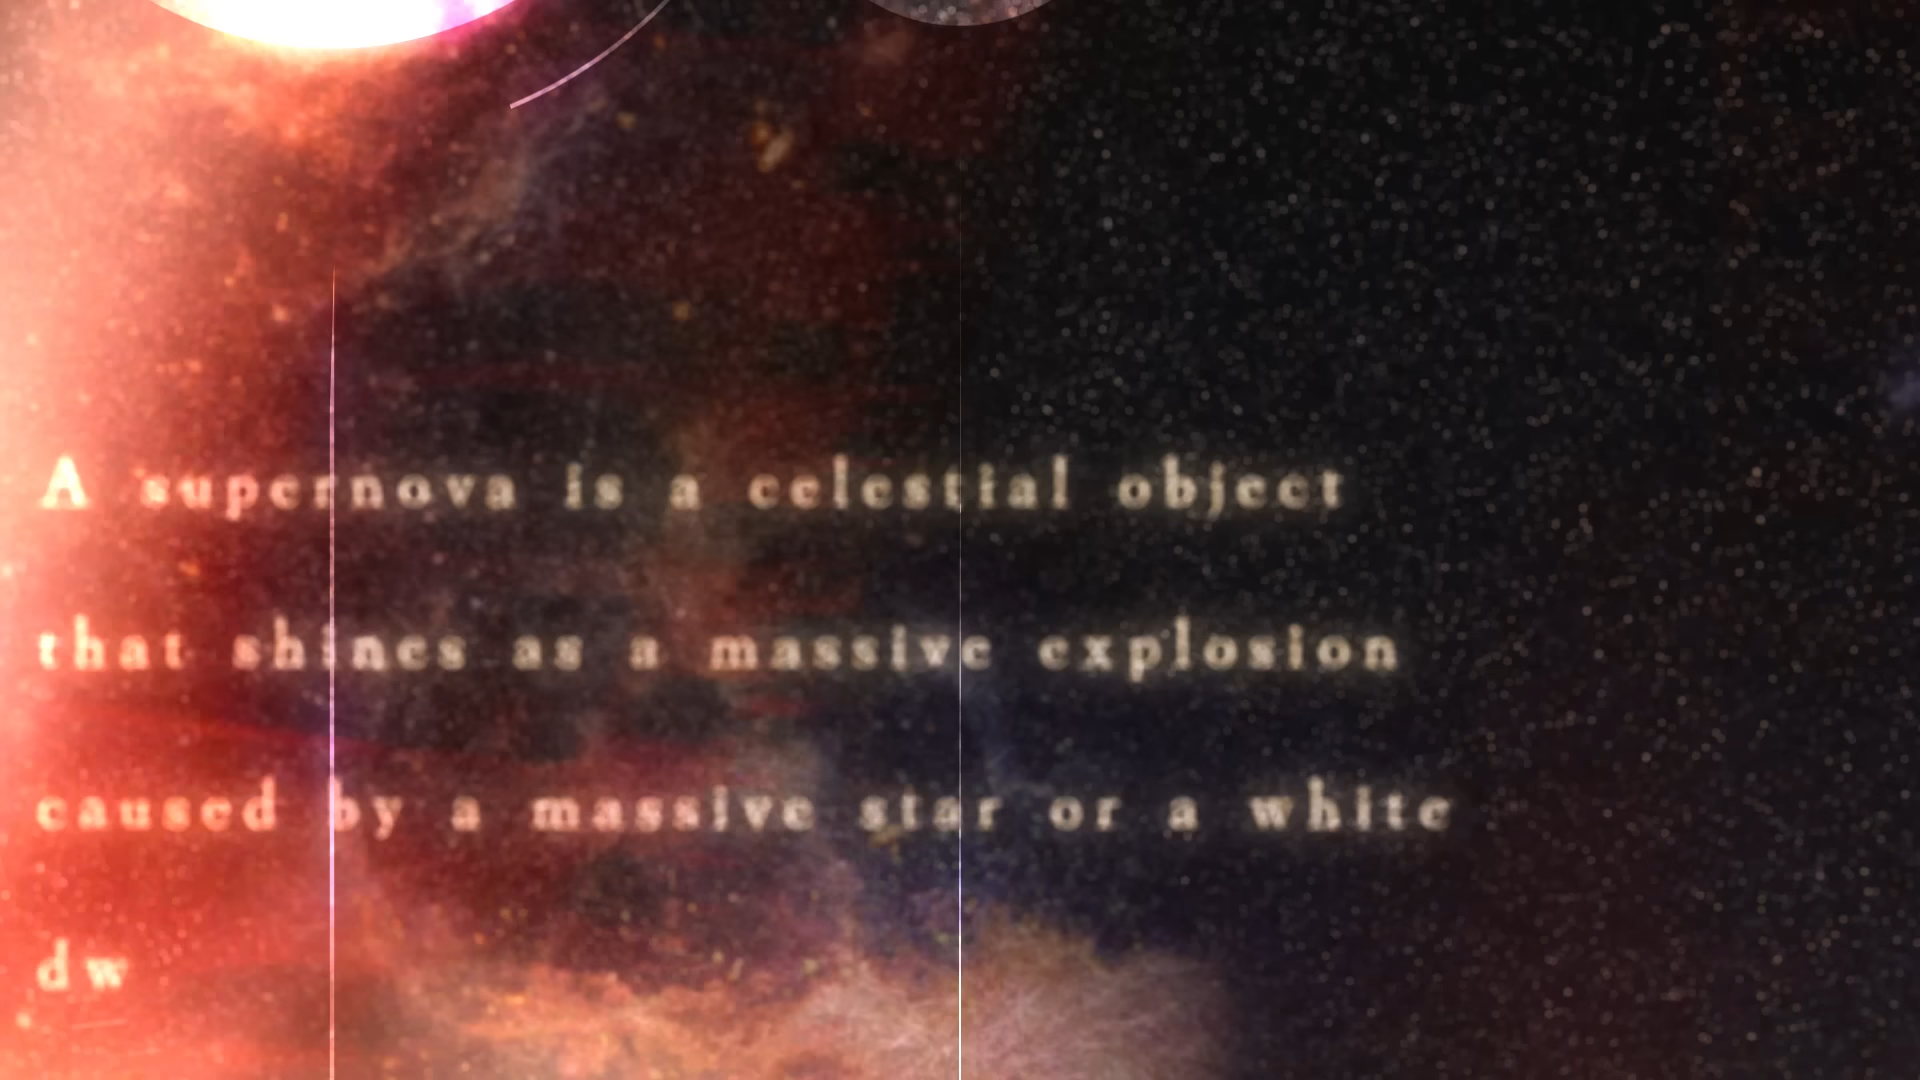 A supernova is a celestial object
that shines as a massive explosion
caused by a massive star or a white
dw